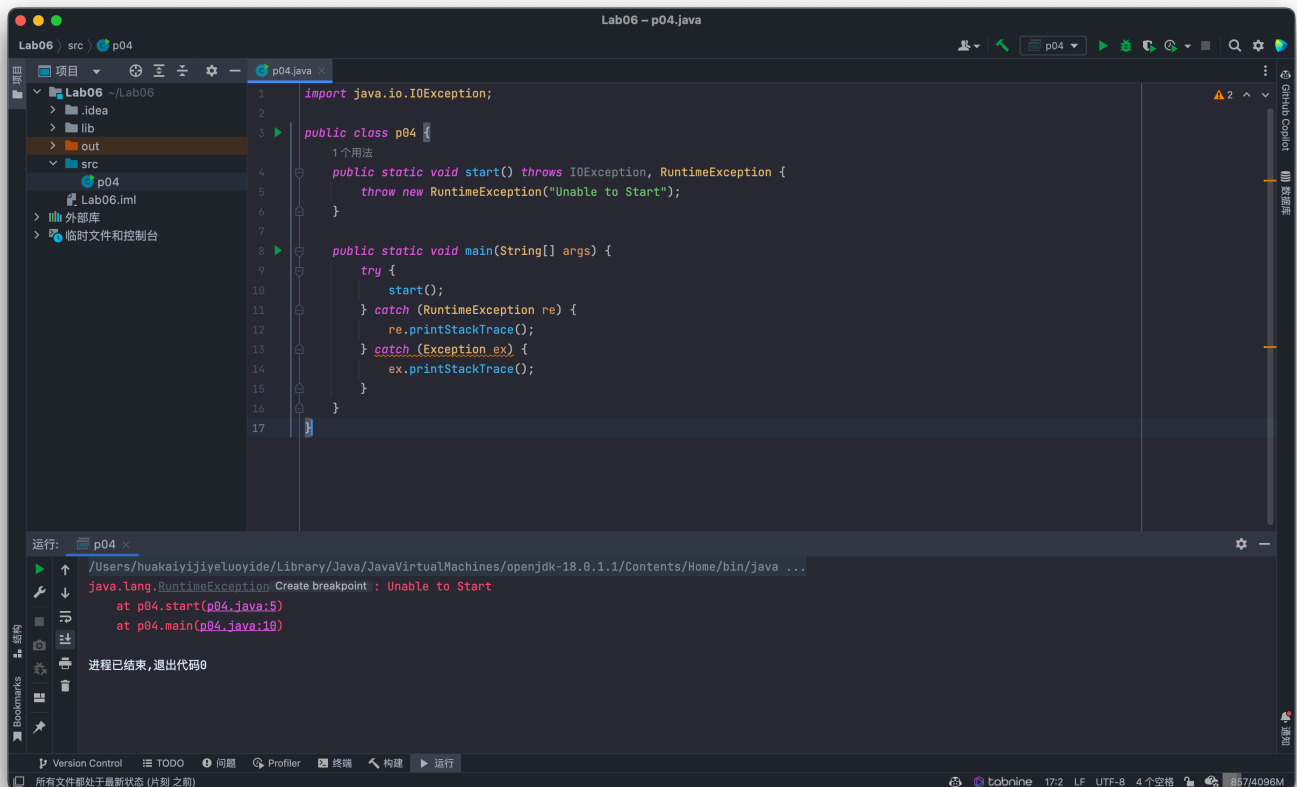 Lab06 – p04.java
Lab06 〉 src 〉 p04
p04
项目
项目
p04.java
Lab06 ~/Lab06
.idea
lib
out
src
p04
Lab06.iml
外部库
临时文件和控制台
1 import java.io.IOException;
2
3 public class p04 {
1 个用法
4 public static void start() throws IOException, RuntimeException {
5 throw new RuntimeException("Unable to Start");
6 }
7
8 public static void main(String[] args) {
9 try {
10 start();
11 } catch (RuntimeException re) {
12 re.printStackTrace();
13 } catch (Exception ex) {
14 ex.printStackTrace();
15 }
16 }
17 }
2
GitHub Copilot
数据库
通知
运行: p04
/Users/huakaiyijiyeluoyide/Library/Java/JavaVirtualMachines/openjdk-18.0.1.1/Contents/Home/bin/java ...
java.lang.RuntimeException Create breakpoint : Unable to Start
at p04.start(p04.java:5)
at p04.main(p04.java:10)
进程已结束,退出代码0
结构
Bookmarks
Version Control TODO 问题 Profiler 终端 构建 运行
所有文件都处于最新状态 (片刻 之前) tabnine 17:2 LF UTF-8 4 个空格 857/4096M